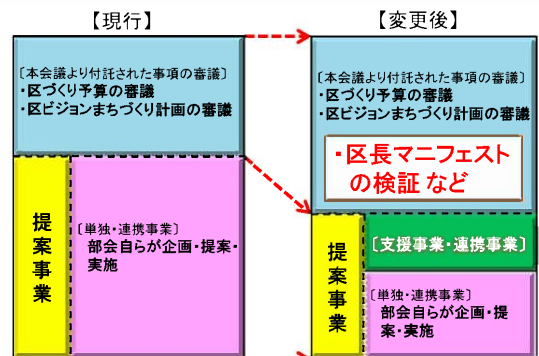 【現行】
〔本会議より付託された事項の審議〕
・区づくり予算の審議
・区ビジョンまちづくり計画の審議
提案事業
〔単独・連携事業〕
部会自らが企画・提案・
実施
【変更後】
〔本会議より付託された事項の審議〕
・区づくり予算の審議
・区ビジョンまちづくり計画の審議
・区長マニフェスト
の検証 など
提案事業
〔支援事業・連携事業〕
〔単独・連携事業〕
部会自らが企画・提
案・実施